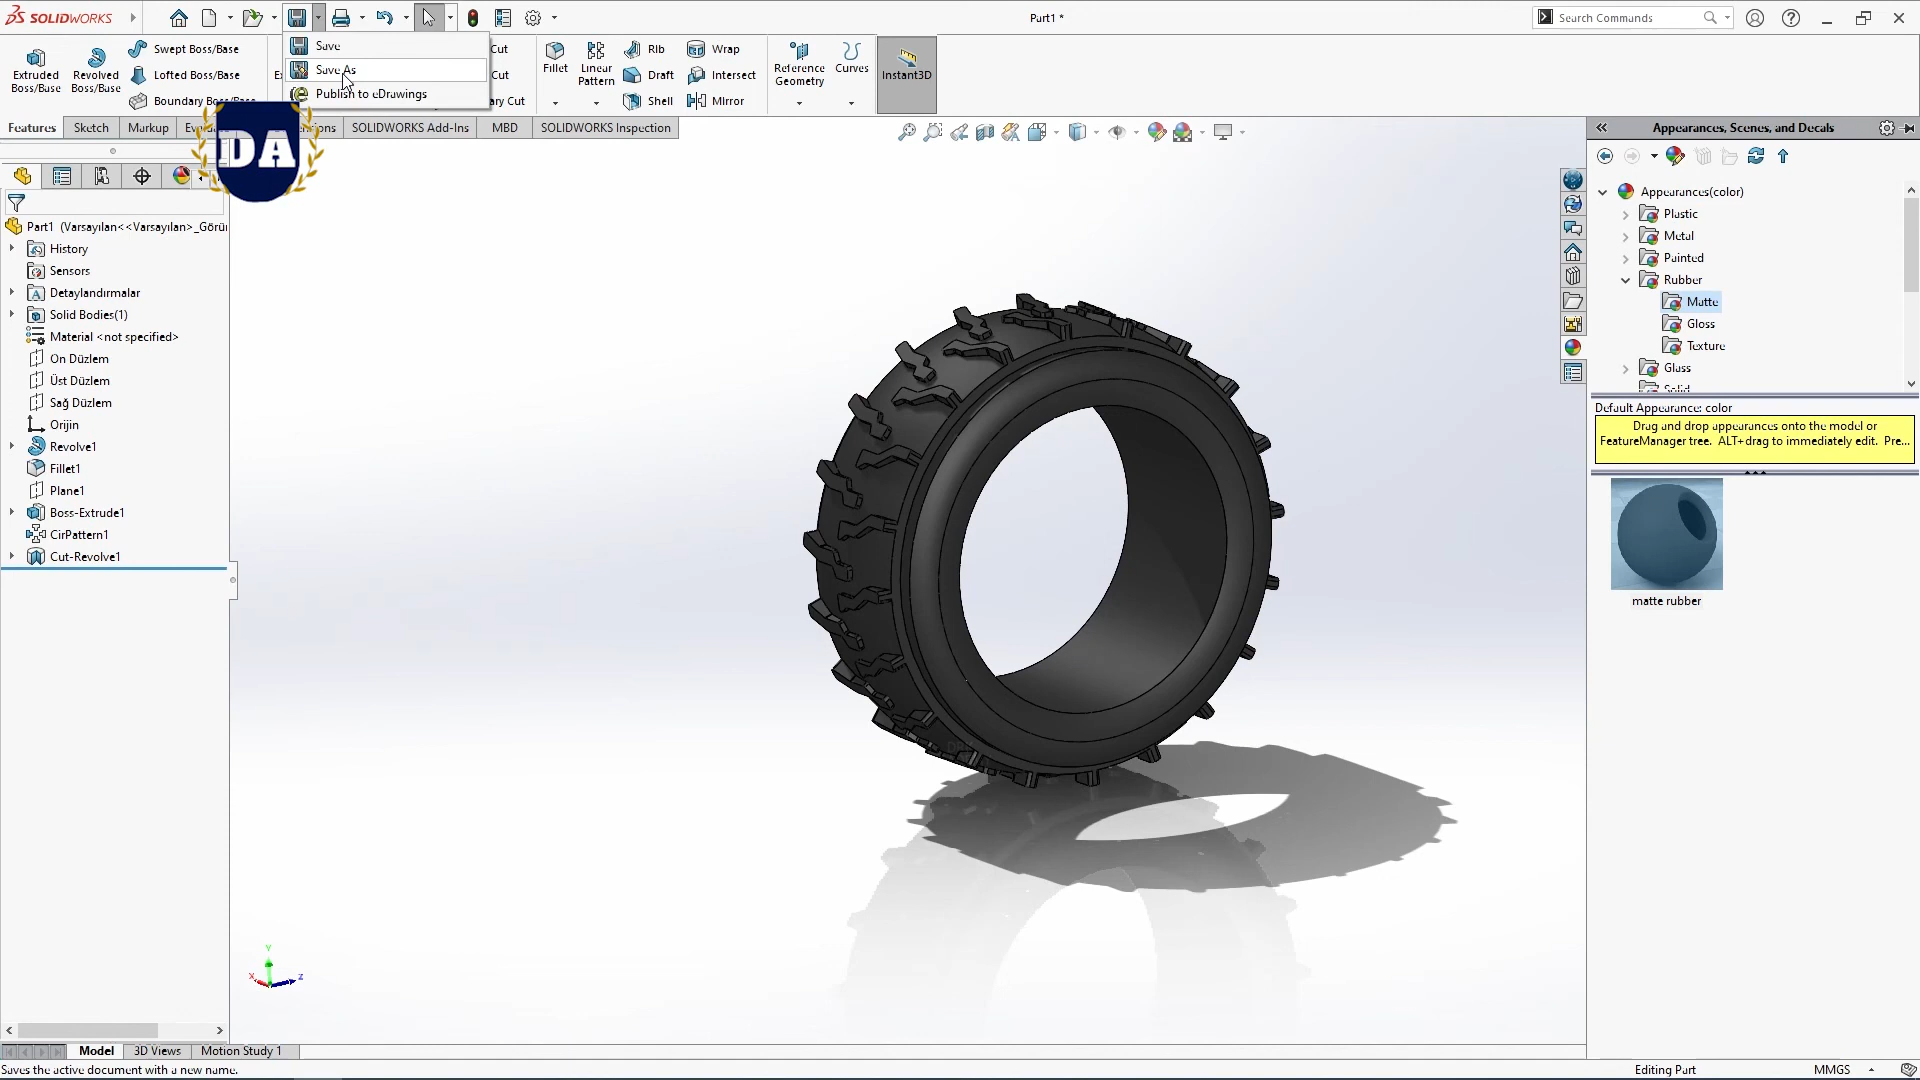 SOLIDWORKS
Part1 *
Search Commands
Save
Save As
Publish to eDrawings
Extruded
Boss/Base
Revolved
Boss/Base
Swept Boss/Base
Lofted Boss/Base
Boundary Boss/Base
Cut
Cut
ary Cut
Fillet
Linear
Pattern
Rib
Draft
Shell
Wrap
Intersect
Mirror
Reference
Geometry
Curves
Instant3D
Features
Sketch
Markup
SOLIDWORKS Add-Ins
MBD
SOLIDWORKS Inspection
DA
Part1 (Varsayılan<<Varsayılan>_Görü
History
Sensors
Detaylandırmalar
Solid Bodies(1)
Material <not specified>
Ön Düzlem
Üst Düzlem
Sağ Düzlem
Orijin
Revolve1
Fillet1
Plane1
Boss-Extrude1
CirPattern1
Cut-Revolve1
Y
X
Z
Appearances, Scenes, and Decals
Appearances(color)
Plastic
Metal
Painted
Rubber
Matte
Gloss
Texture
Glass
Default Appearance: color
Drag and drop appearances onto the model or
FeatureManager tree. ALT+drag to immediately edit. Pre...
matte rubber
Model
3D Views
Motion Study 1
Saves the active document with a new name.
Editing Part
MMGS